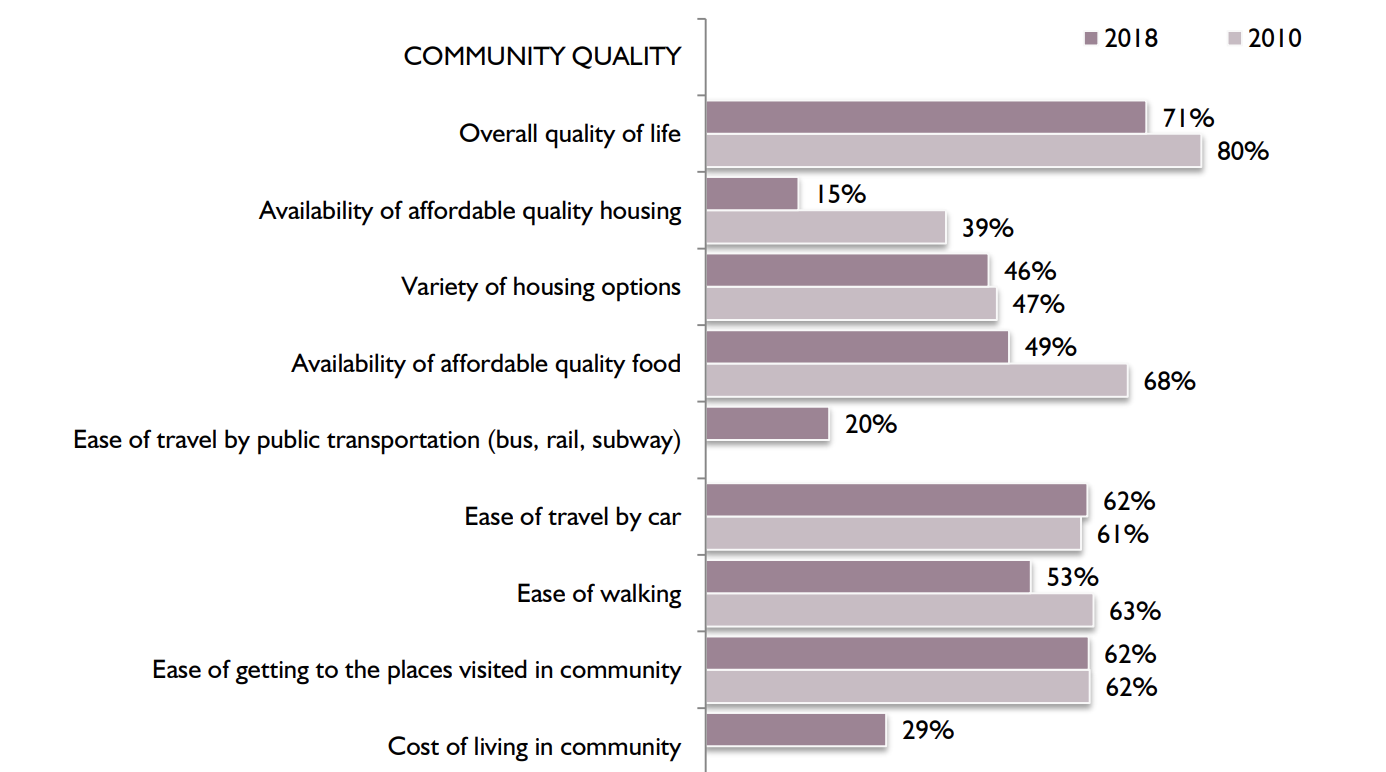 COMMUNITY QUALITY
2018 2010
Overall quality of life
71%
80%
Availability of affordable quality housing
15%
39%
Variety of housing options
46%
47%
Availability of affordable quality food
49%
68%
Ease of travel by public transportation (bus, rail, subway)
20%
Ease of travel by car
62%
61%
Ease of walking
53%
63%
Ease of getting to the places visited in community
62%
62%
Cost of living in community
29%